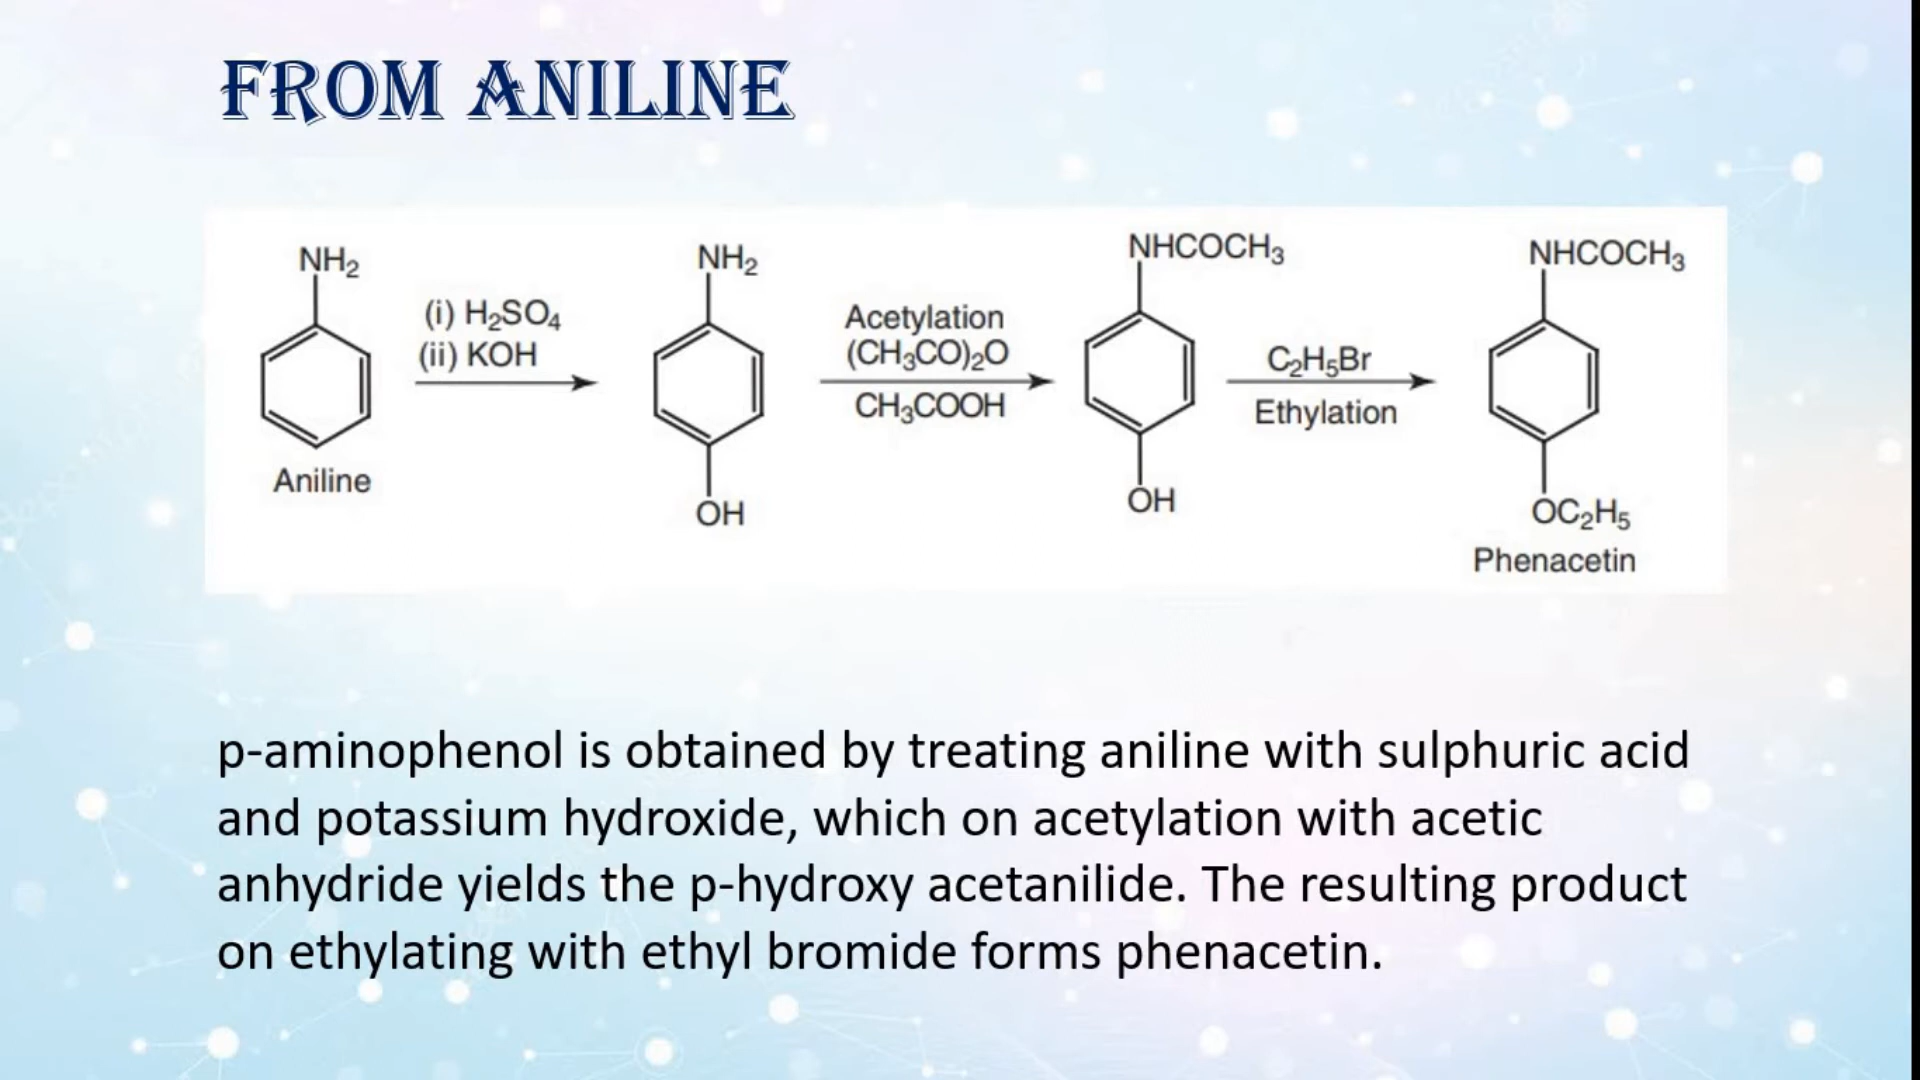 FROM ANILINE
NH₂ NH₂ NHCOCH₃ NHCOCH₃
(i) H₂SO₄ Acetylation
(ii) KOH (CH₃CO)₂O C₂H₅Br
CH₃COOH Ethylation
Aniline OH OH OC₂H₅
Phenacetin
p-aminophenol is obtained by treating aniline with sulphuric acid
and potassium hydroxide, which on acetylation with acetic
anhydride yields the p-hydroxy acetanilide. The resulting product
on ethylating with ethyl bromide forms phenacetin.